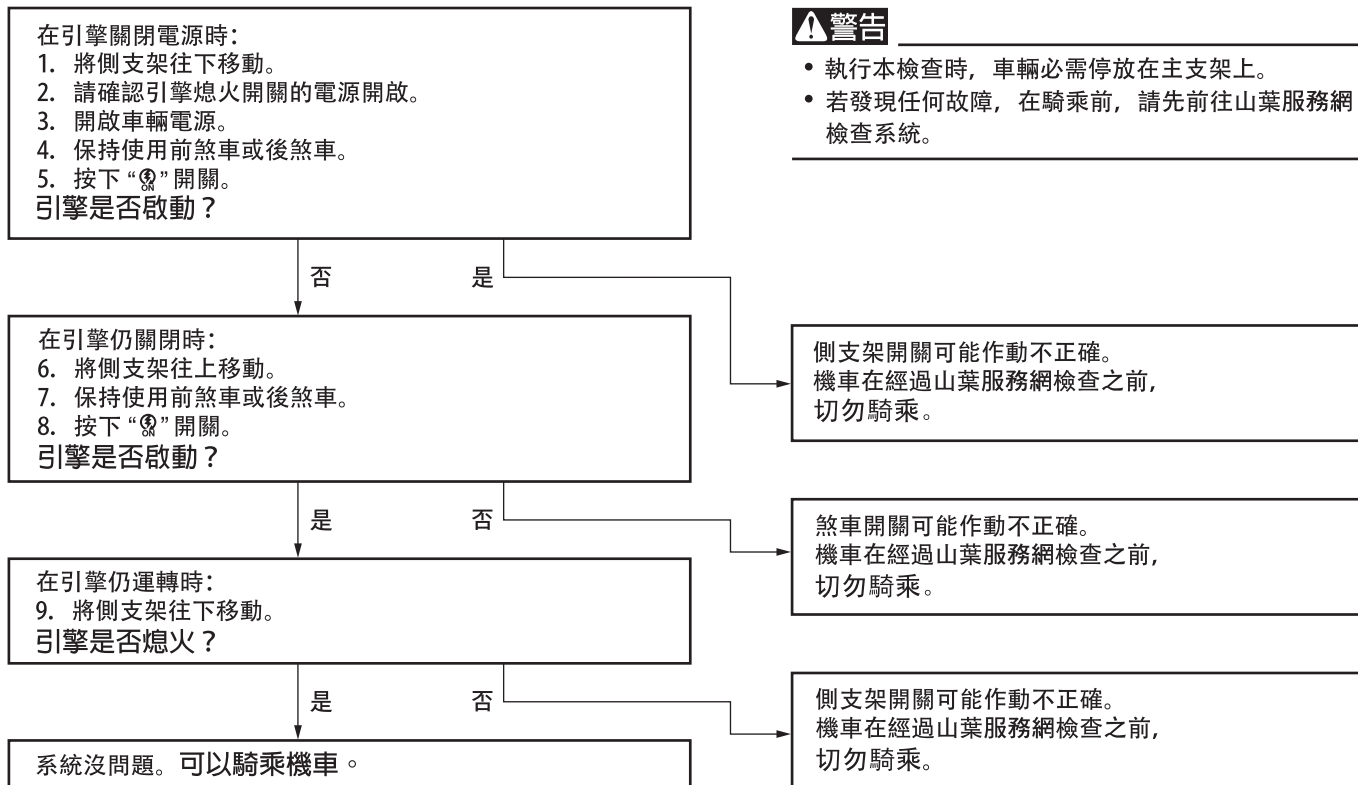 在引擎關閉電源時：
1. 將側支架往下移動。
2. 請確認引擎熄火開關的電源開啟。
3. 開啟車輛電源。
4. 保持使用前煞車或後煞車。
5. 按下 “ON” 開關。
引擎是否啟動？
警告
• 執行本檢查時，車輛必需停放在主支架上。
• 若發現任何故障，在騎乘前，請先前往山葉服務網
檢查系統。
否
是
在引擎仍關閉時：
6. 將側支架往上移動。
7. 保持使用前煞車或後煞車。
8. 按下 “ON” 開關。
引擎是否啟動？
側支架開關可能作動不正確。
機車在經過山葉服務網檢查之前，
切勿騎乘。
是
否
煞車開關可能作動不正確。
機車在經過山葉服務網檢查之前，
切勿騎乘。
在引擎仍運轉時：
9. 將側支架往下移動。
引擎是否熄火？
是
否
側支架開關可能作動不正確。
機車在經過山葉服務網檢查之前，
切勿騎乘。
系統沒問題。可以騎乘機車。